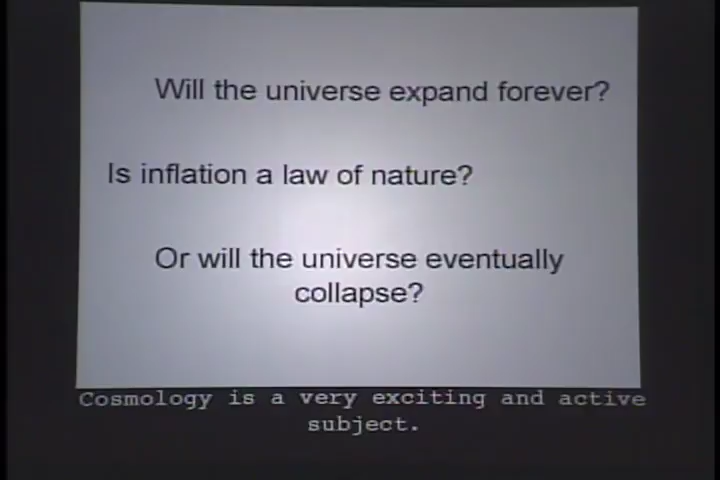 Will the universe expand forever?
Is inflation a law of nature?
Or will the universe eventually
collapse?
Cosmology is a very exciting and active
subject.